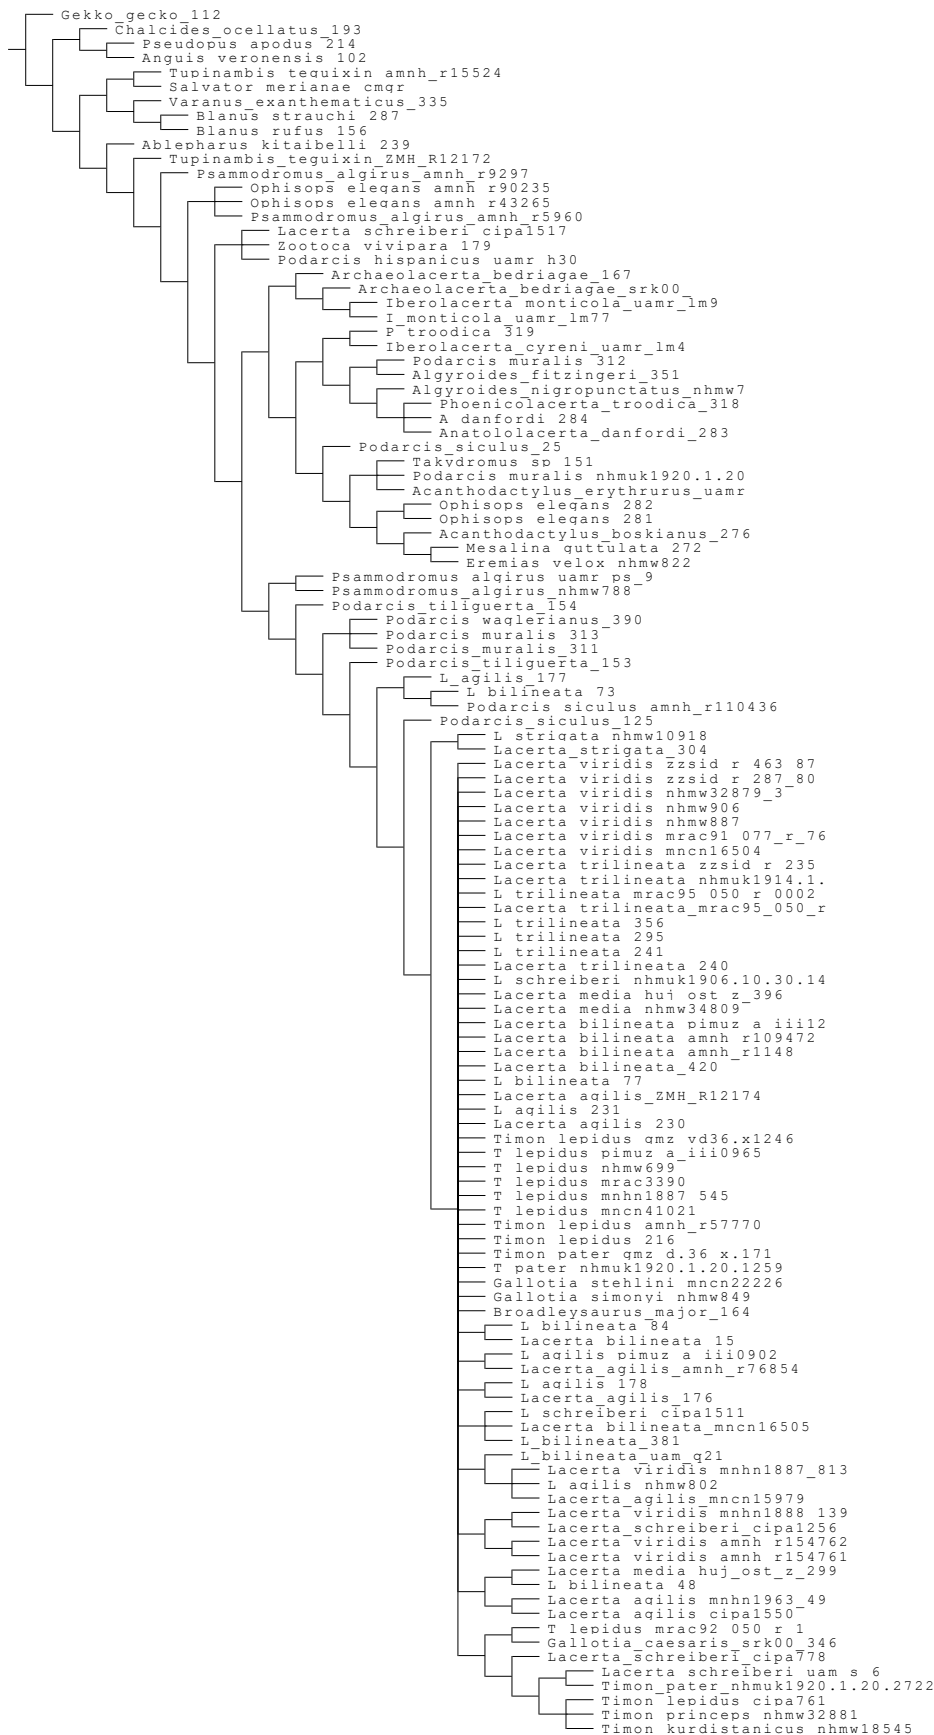 Gekko_gecko_112
Chalcides_ocellatus_193
Pseudopus_apodus_214
Anguis_veronensis_102
Tupinambis_teguixin_amnh_r15524
Salvator_merianae_cmgr
Varanus_exanthematicus_335
Blanus_strauchi_287
Blanus_rufus_156
Ablepharus_kitaibelli_239
Tupinambis_teguixin_ZMH_R12172
Psammodromus_algirus_amnh_r9297
Ophisops_elegans_amnh_r90235
Ophisops_elegans_amnh_r43265
Psammodromus_algirus_amnh_r5960
Lacerta_schreiberi_cipa1517
Zootoca_vivipara_179
Podarcis_hispanicus_uamr_h30
Archaeolacerta_bedriagae_167
Archaeolacerta_bedriagae_srk00_
Iberolacerta_monticola_uamr_lm9
I_monticola_uamr_lm77
P_troodica_319
Iberolacerta_cyreni_uamr_lm4
Podarcis_muralis_312
Algyroides_fitzingeri_351
Algyroides_nigropunctatus_nhmw7
Phoenicolacerta_troodica_318
A_danfordi_284
Anatololacerta_danfordi_283
Podarcis_siculus_25
Takydromus_sp_151
Podarcis_muralis_nhmuk1920.1.20
Acanthodactylus_erythrurus_uamr
Ophisops_elegans_282
Ophisops_elegans_281
Acanthodactylus_boskianus_276
Mesalina_guttulata_272
Eremias_velox_nhmw822
Psammodromus_algirus_uamr_ps_9
Psammodromus_algirus_nhmw788
Podarcis_tiliguerta_154
Podarcis_waglerianus_390
Podarcis_muralis_313
Podarcis_muralis_311
Podarcis_tiliguerta_153
L_agilis_177
L_bilineata_73
Podarcis_siculus_amnh_r110436
Podarcis_siculus_125
L_strigata_nhmw10918
Lacerta_strigata_304
Lacerta_viridis_zzsid_r_463_87
Lacerta_viridis_zzsid_r_287_80
Lacerta_viridis_nhmw32879_3
Lacerta_viridis_nhmw906
Lacerta_viridis_nhmw887
Lacerta_viridis_mrac91_077_r_76
Lacerta_viridis_mncn16504
Lacerta_trilineata_zzsid_r_235
Lacerta_trilineata_nhmuk1914.1.
L_trilineata_mrac95_050_r_0002
Lacerta_trilineata_mrac95_050_r
L_trilineata_356
L_trilineata_295
L_trilineata_241
Lacerta_trilineata_240
L_schreiberi_nhmuk1906.10.30.14
Lacerta_media_huj_ost_z_396
Lacerta_media_nhmw34809
Lacerta_bilineata_pimuz_a_iii12
Lacerta_bilineata_amnh_r109472
Lacerta_bilineata_amnh_r1148
Lacerta_bilineata_420
L_bilineata_77
Lacerta_agilis_ZMH_R12174
L_agilis_231
Lacerta_agilis_230
Timon_lepidus_gmz_vd36.x1246
T_lepidus_pimuz_a_iii0965
T_lepidus_nhmw699
T_lepidus_mrac3390
T_lepidus_mnhn1887_545
T_lepidus_mncn41021
Timon_lepidus_amnh_r57770
Timon_lepidus_216
Timon_pater_gmz_d.36_x.171
T_pater_nhmuk1920.1.20.1259
Gallotia_stehlini_mncn22226
Gallotia_simonyi_nhmw849
Broadleysaurus_major_164
L_bilineata_84
Lacerta_bilineata_15
L_agilis_pimuz_a_iii0902
Lacerta_agilis_amnh_r76854
L_agilis_178
Lacerta_agilis_176
L_schreiberi_cipa1511
Lacerta_bilineata_mncn16505
L_bilineata_381
L_bilineata_uam_q21
Lacerta_viridis_mnhn1887_813
L_agilis_nhmw802
Lacerta_agilis_mncn15979
Lacerta_viridis_mnhn1888_139
Lacerta_schreiberi_cipa1256
Lacerta_viridis_amnh_r154762
Lacerta_viridis_amnh_r154761
Lacerta_media_huj_ost_z_299
L_bilineata_48
Lacerta_agilis_mnhn1963_49
Lacerta_agilis_cipa1550
T_lepidus_mrac92_050_r_1
Gallotia_caesaris_srk00_346
Lacerta_schreiberi_cipa778
Lacerta_schreiberi_uam_s_6
Timon_pater_nhmuk1920.1.20.2722
Timon_lepidus_cipa761
Timon_princeps_nhmw32881
Timon_kurdistanicus_nhmw18545